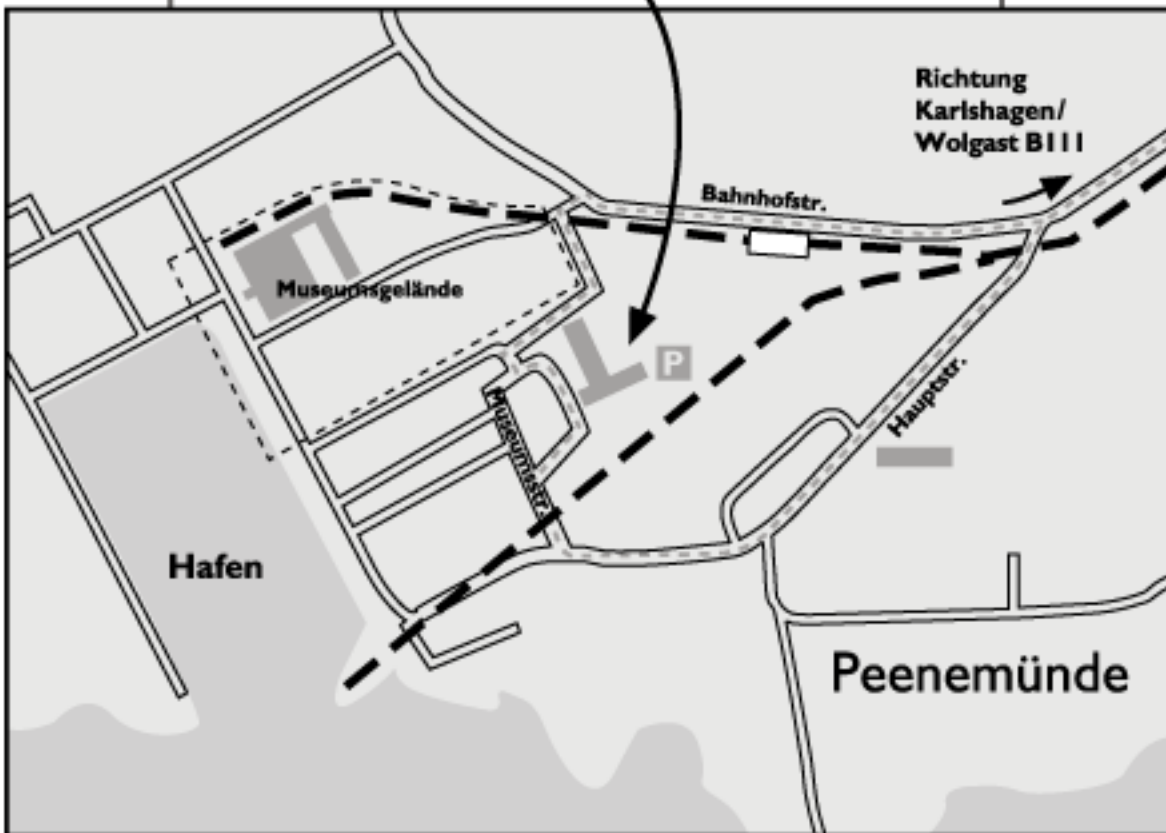 Richtung
Karlshagen/
Wolgast B111
Bahnhofstr.
Museumsgelände
P
Hauptstr.
Museumsstr.
Hafen
Peenemünde